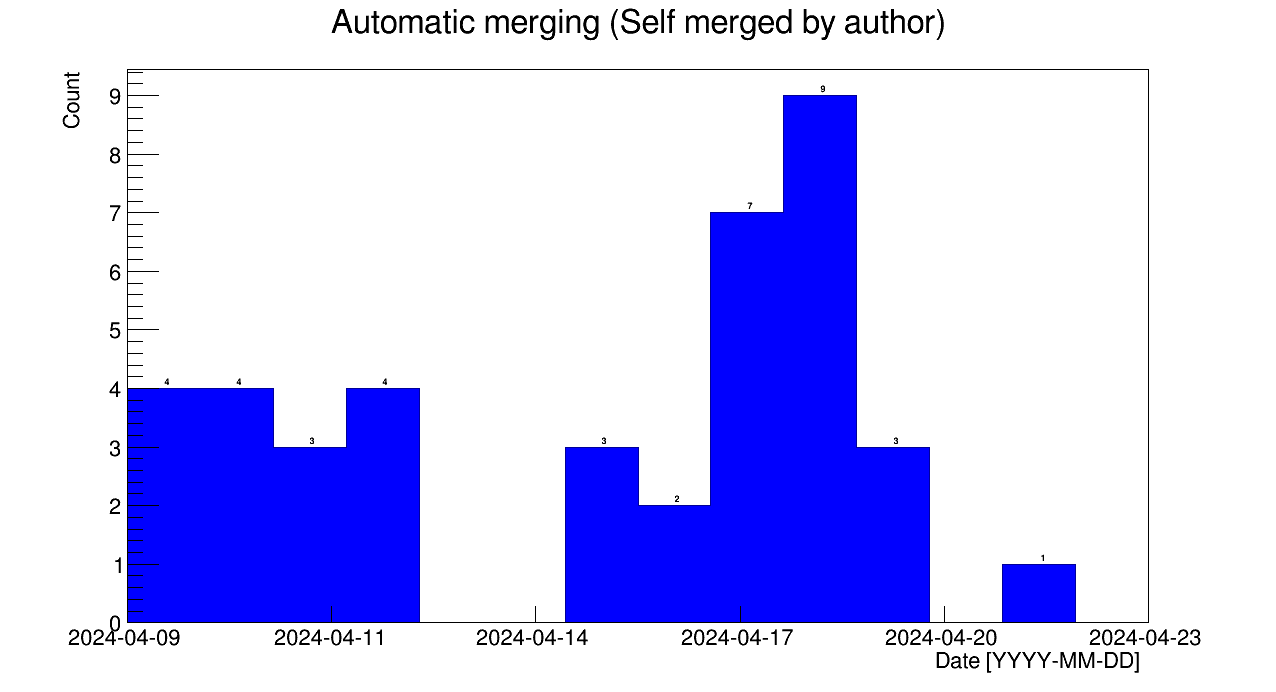 Automatic merging (Self merged by author)
Count
9
8
7
6
5
4
3
2
1
0
4 4 3 4 3 2 7 9 3 1
2024-04-09 2024-04-11 2024-04-14 2024-04-17 2024-04-20 2024-04-23
Date [YYYY-MM-DD]